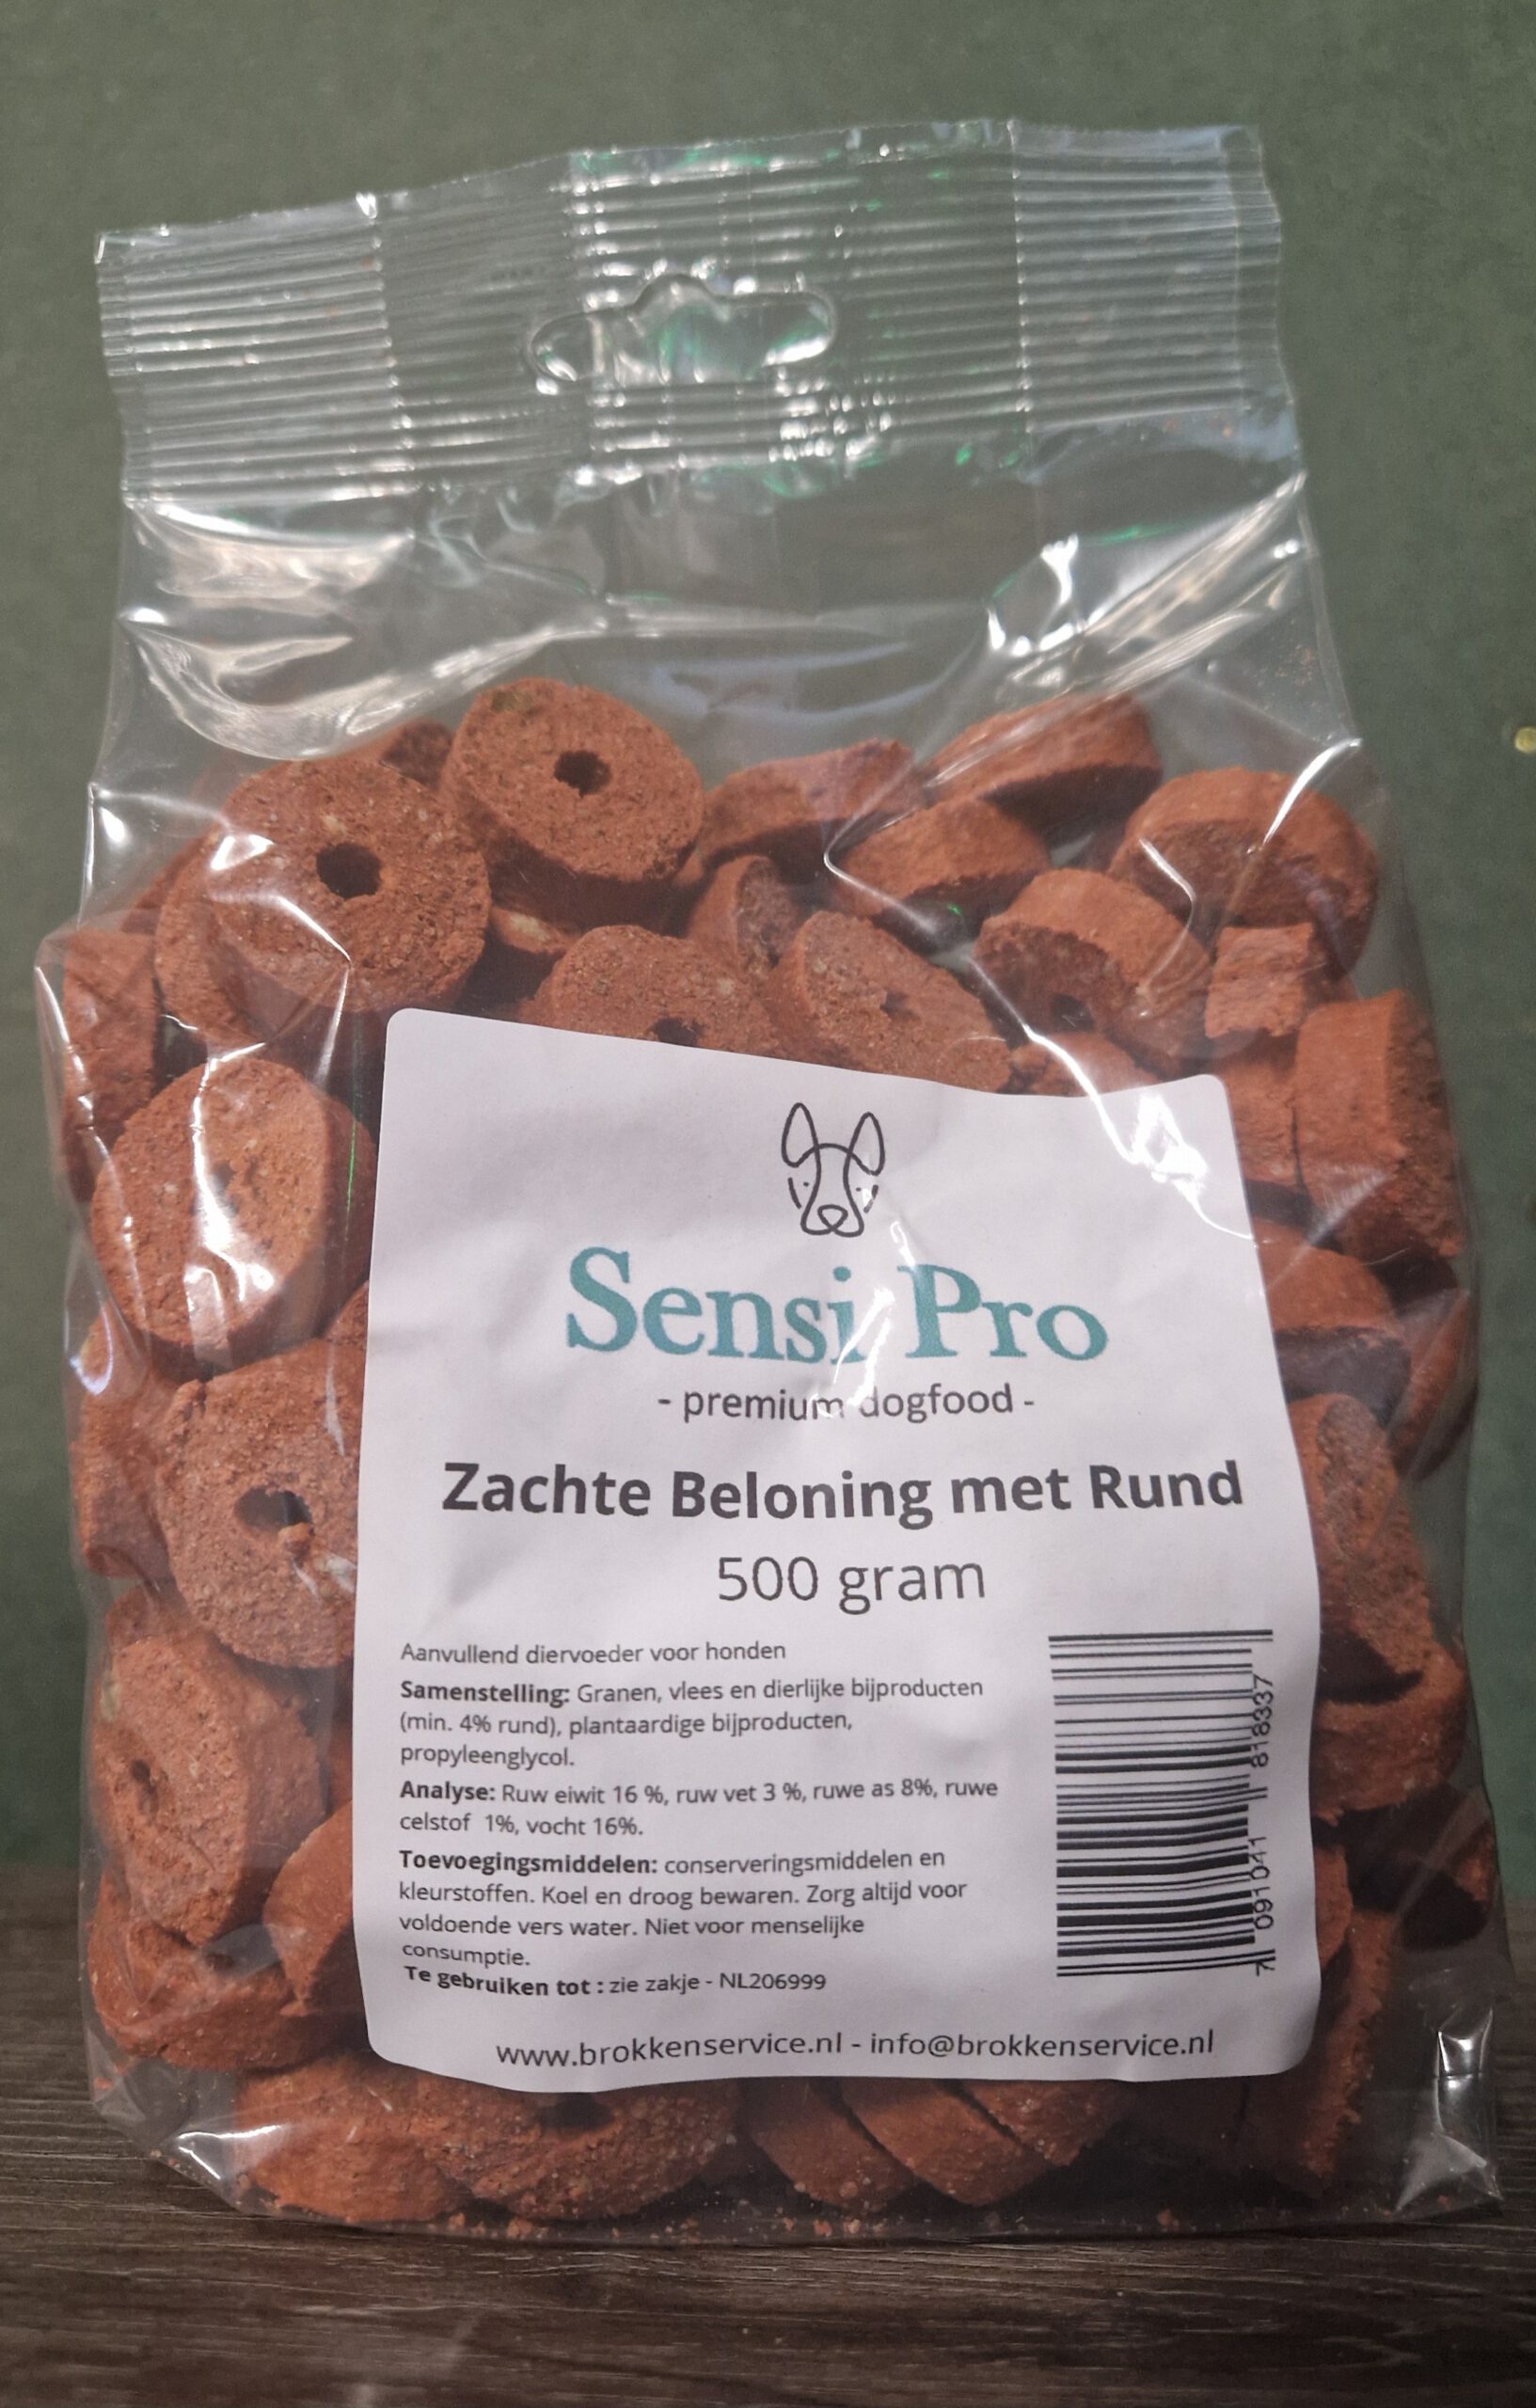 Sensi Pro
- premium dogfood -
Zachte Beloning met Rund
500 gram
Aanvullend diervoeder voor honden
Samenstelling: Granen, vlees en dierlijke bijproducten
(min. 4% rund), plantaardige bijproducten,
propyleenglycol.
Analyse: Ruw eiwit 16 %, ruw vet 3 %, ruwe as 8%, ruwe
celstof 1%, vocht 16%.
Toevoegingsmiddelen: conserveringsmiddelen en
kleurstoffen. Koel en droog bewaren. Zorg altijd voor
voldoende vers water. Niet voor menselijke
consumptie.
Te gebruiken tot : zie zakje - NL206999
7 091041 818337
www.brokkenservice.nl - info@brokkenservice.nl